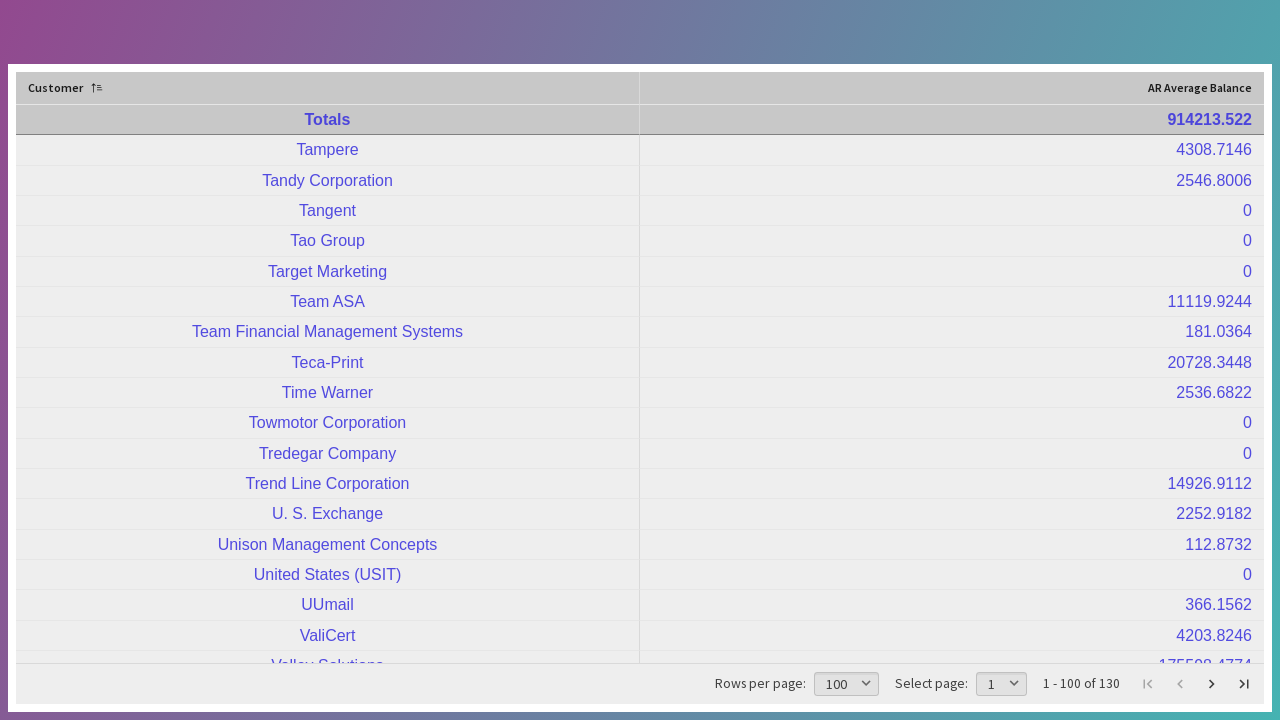 Customer AR Average Balance
Totals 914213.522
Tampere 4308.7146
Tandy Corporation 2546.8006
Tangent 0
Tao Group 0
Target Marketing 0
Team ASA 11119.9244
Team Financial Management Systems 181.0364
Teca-Print 20728.3448
Time Warner 2536.6822
Towmotor Corporation 0
Tredegar Company 0
Trend Line Corporation 14926.9112
U. S. Exchange 2252.9182
Unison Management Concepts 112.8732
United States (USIT) 0
UUmail 366.1562
ValiCert 4203.8246
Rows per page: 100 Select page: 1 1 - 100 of 130